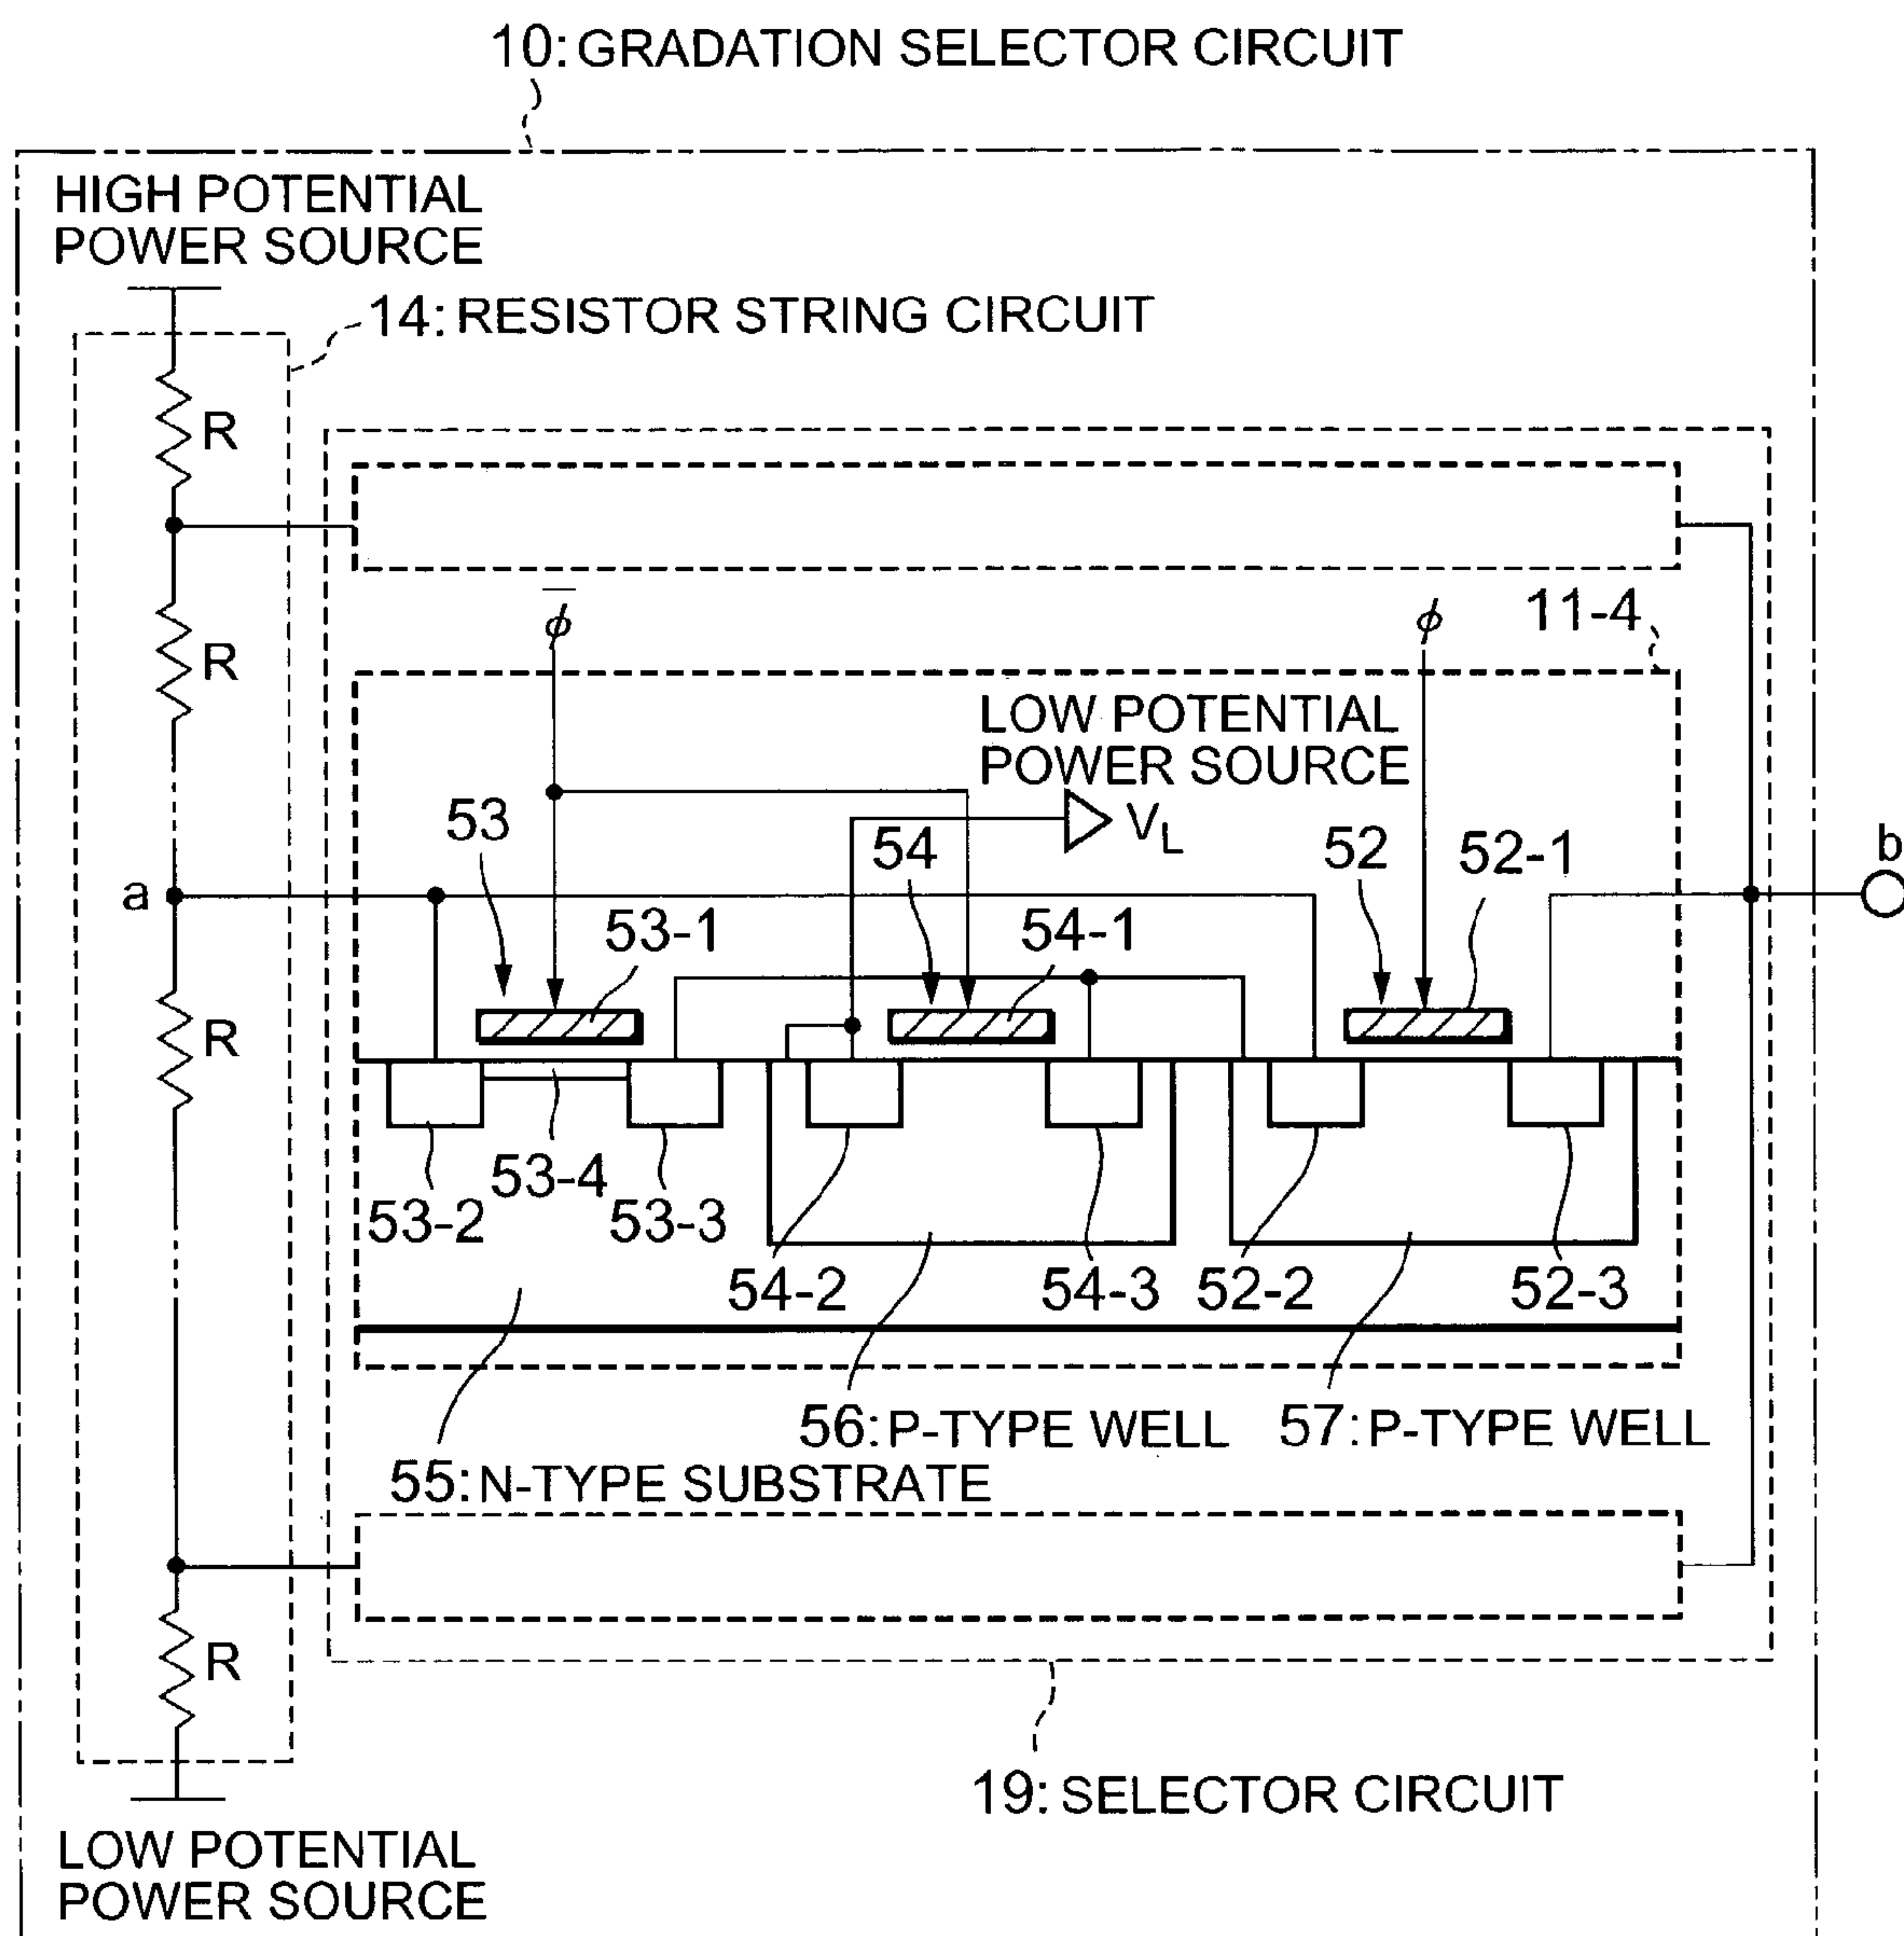 10: GRADATION SELECTOR CIRCUIT
HIGH POTENTIAL
POWER SOURCE
14: RESISTOR STRING CIRCUIT
R
R
ϕ̅
ϕ
11-4
LOW POTENTIAL
POWER SOURCE
VL
53
54
52
52-1
b
a
53-1
54-1
R
53-4
53-2
53-3
54-2
54-3
52-2
52-3
56: P-TYPE WELL
57: P-TYPE WELL
55: N-TYPE SUBSTRATE
R
19: SELECTOR CIRCUIT
LOW POTENTIAL
POWER SOURCE